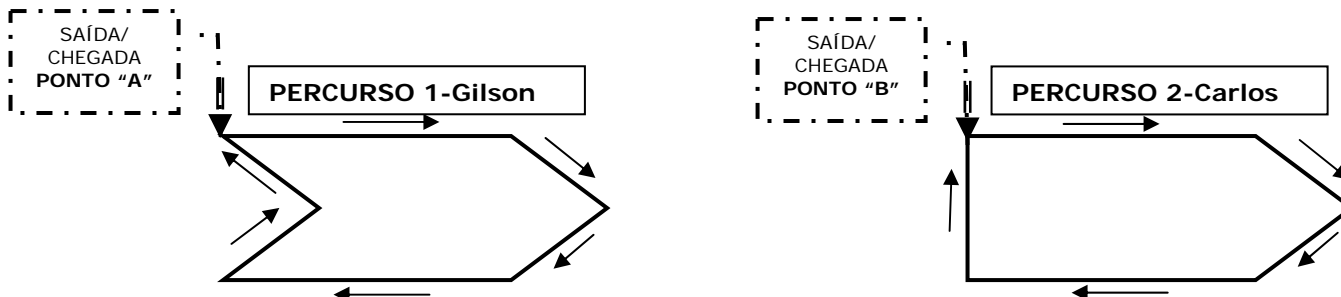 SAÍDA/
CHEGADA
PONTO “A”
PERCURSO 1-Gilson
SAÍDA/
CHEGADA
PONTO “B”
PERCURSO 2-Carlos